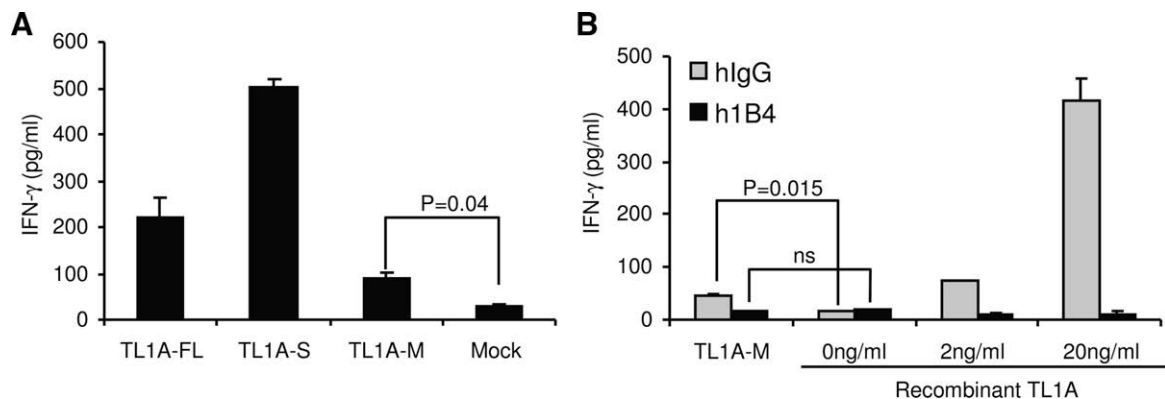 A
IFN-γ (pg/ml)
600
500
400
300
200
100
0
P=0.04
TL1A-FL TL1A-S TL1A-M Mock
B
IFN-γ (pg/ml)
500
400
300
200
100
0
hIgG
h1B4
P=0.015
ns
TL1A-M 0ng/ml 2ng/ml 20ng/ml
Recombinant TL1A